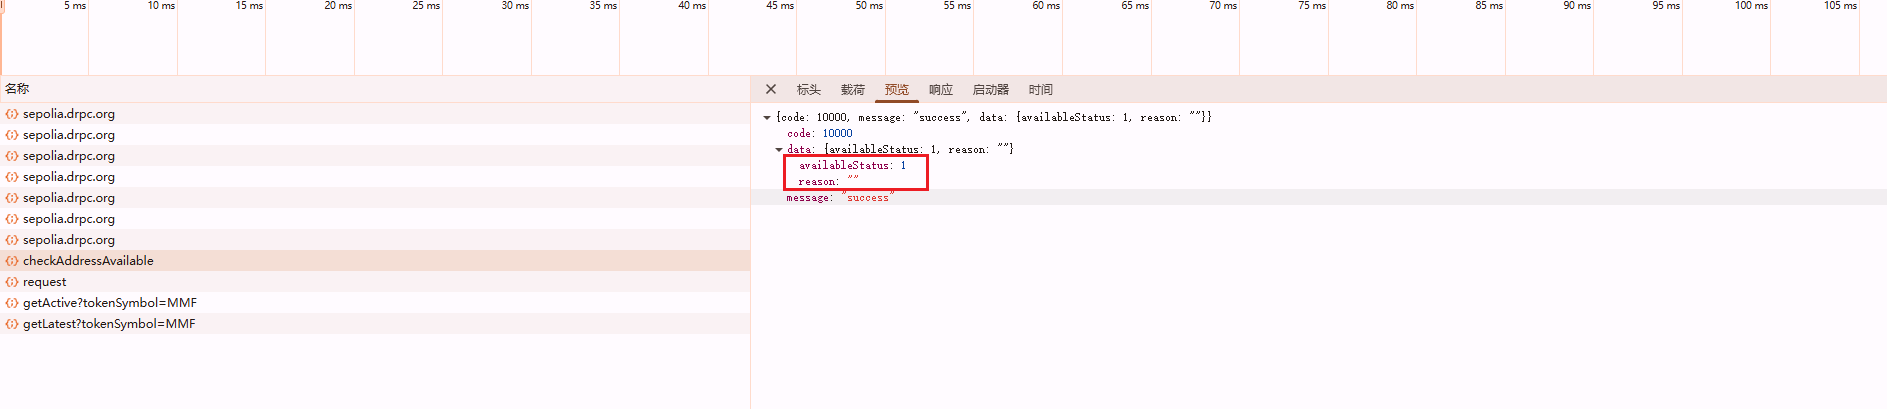 5 ms 10 ms 15 ms 20 ms 25 ms 30 ms 35 ms 40 ms 45 ms 50 ms 55 ms 60 ms 65 ms 70 ms 75 ms 80 ms 85 ms 90 ms 95 ms 100 ms 105 ms
名称
sepolia.drpc.org
sepolia.drpc.org
sepolia.drpc.org
sepolia.drpc.org
sepolia.drpc.org
sepolia.drpc.org
sepolia.drpc.org
checkAddressAvailable
request
getActive?tokenSymbol=MMF
getLatest?tokenSymbol=MMF
标头 载荷 预览 响应 启动器 时间
{code: 10000, message: "success", data: {availableStatus: 1, reason: ""}}
code: 10000
data: {availableStatus: 1, reason: ""}
availableStatus: 1
reason: ""
message: "success"